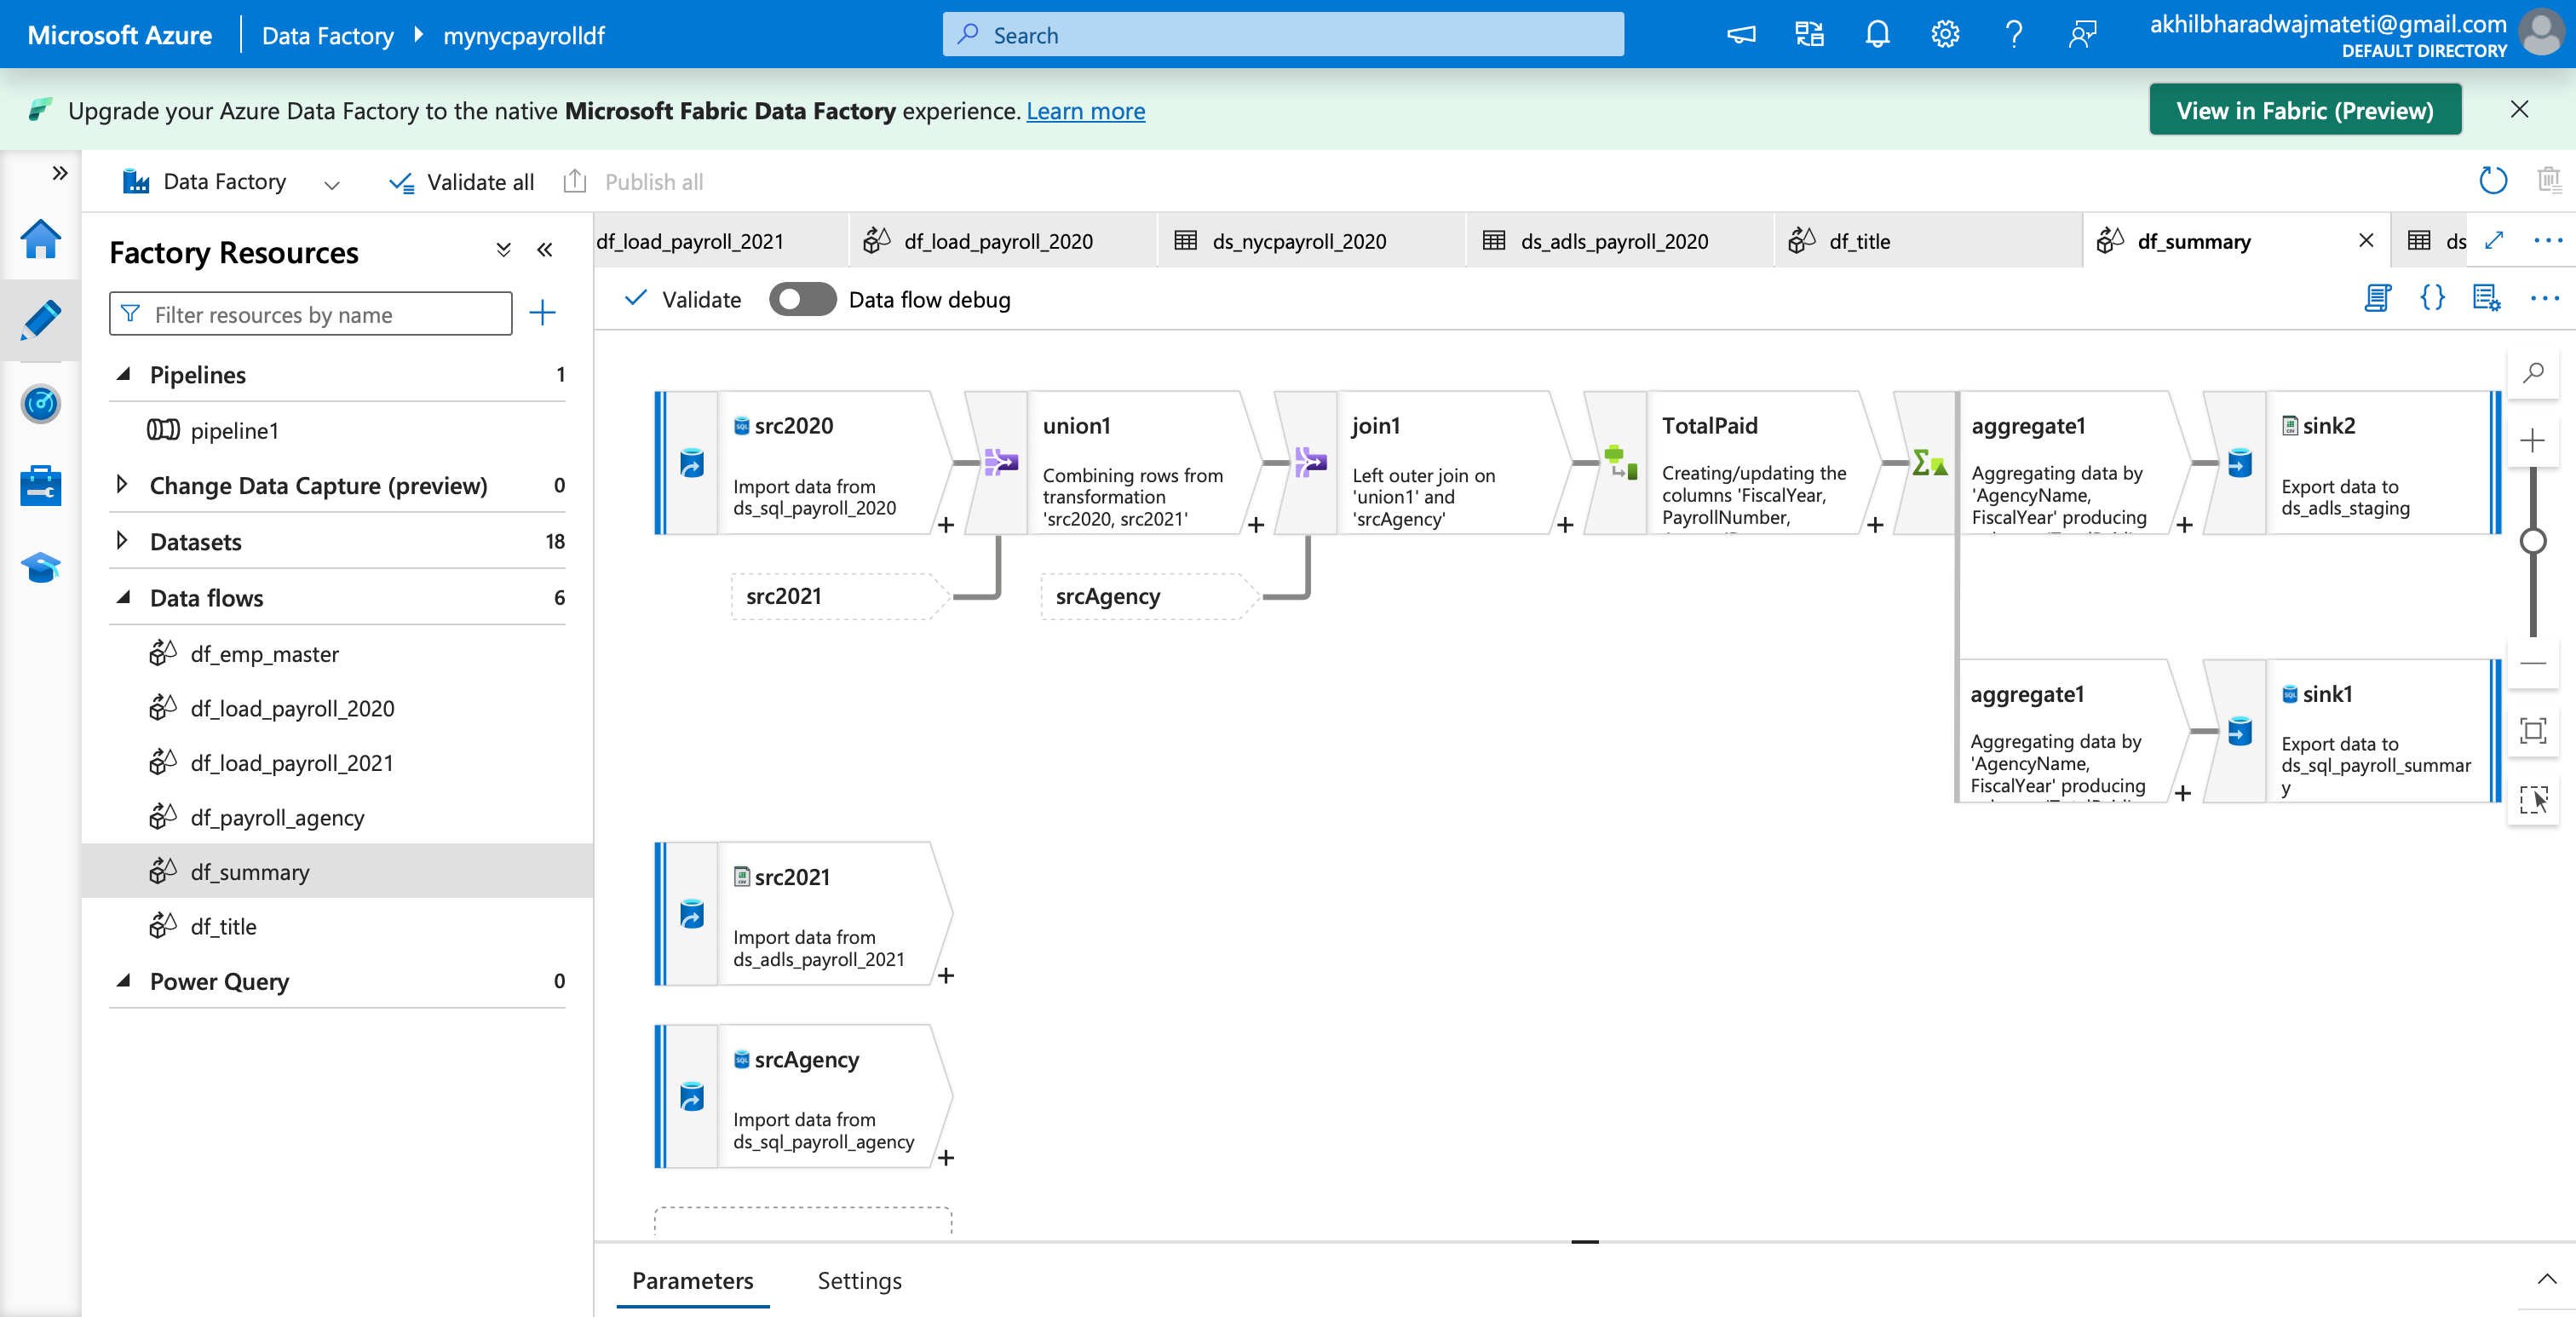 Microsoft Azure
Data Factory
mynycpayrolldf
Search
akhilbharadwajmateti@gmail.com
DEFAULT DIRECTORY
Upgrade your Azure Data Factory to the native Microsoft Fabric Data Factory experience. Learn more
View in Fabric (Preview)
Data Factory
Validate all
Publish all
Factory Resources
Filter resources by name
Pipelines 1
pipeline1
Change Data Capture (preview) 0
Datasets 18
Data flows 6
df_emp_master
df_load_payroll_2020
df_load_payroll_2021
df_payroll_agency
df_summary
df_title
Power Query 0
df_load_payroll_2021
df_load_payroll_2020
ds_nycpayroll_2020
ds_adls_payroll_2020
df_title
df_summary
ds
Validate
Data flow debug
src2020
Import data from
ds_sql_payroll_2020
union1
Combining rows from
transformation
'src2020, src2021'
join1
Left outer join on
'union1' and
'srcAgency'
TotalPaid
Creating/updating the
columns 'FiscalYear,
PayrollNumber,
aggregate1
Aggregating data by
'AgencyName,
FiscalYear' producing
sink2
Export data to
ds_adls_staging
src2021
srcAgency
aggregate1
Aggregating data by
'AgencyName,
FiscalYear' producing
sink1
Export data to
ds_sql_payroll_summar
y
src2021
Import data from
ds_adls_payroll_2021
srcAgency
Import data from
ds_sql_payroll_agency
Parameters
Settings